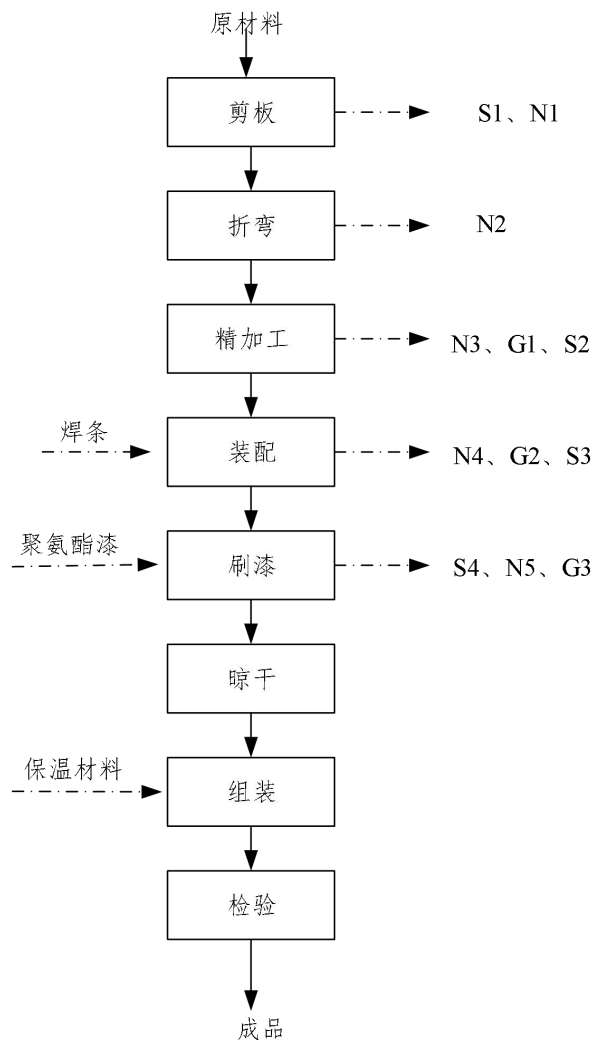 原材料
剪板
S1、N1
折弯
N2
精加工
N3、G1、S2
焊条
装配
N4、G2、S3
聚氨酯漆
刷漆
S4、N5、G3
晾干
保温材料
组装
检验
成品